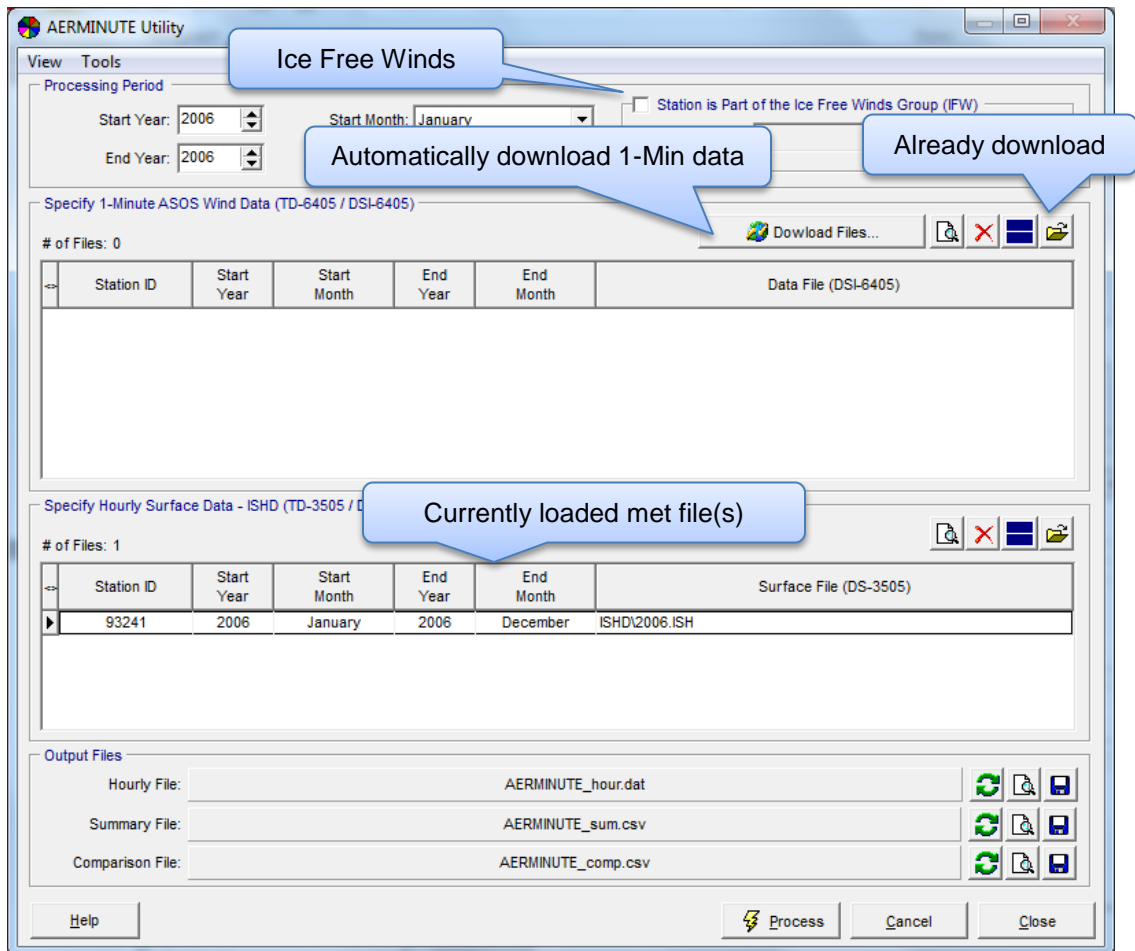 AERMINUTE Utility
View Tools
Ice Free Winds
Processing Period
Start Year: 2006
Start Month: January
Station is Part of the Ice Free Winds Group (IFW)
End Year: 2006
Automatically download 1-Min data
Already download
Specify 1-Minute ASOS Wind Data (TD-6405 / DSI-6405)
# of Files: 0
Dowload Files...
<> Station ID Start Year Start Month End Year End Month Data File (DSI-6405)
Specify Hourly Surface Data - ISHD (TD-3505 /
Currently loaded met file(s)
# of Files: 1
<> Station ID Start Year Start Month End Year End Month Surface File (DS-3505)
93241 2006 January 2006 December ISHD\2006.ISH
Output Files
Hourly File: AERMINUTE_hour.dat
Summary File: AERMINUTE_sum.csv
Comparison File: AERMINUTE_comp.csv
Help Process Cancel Close